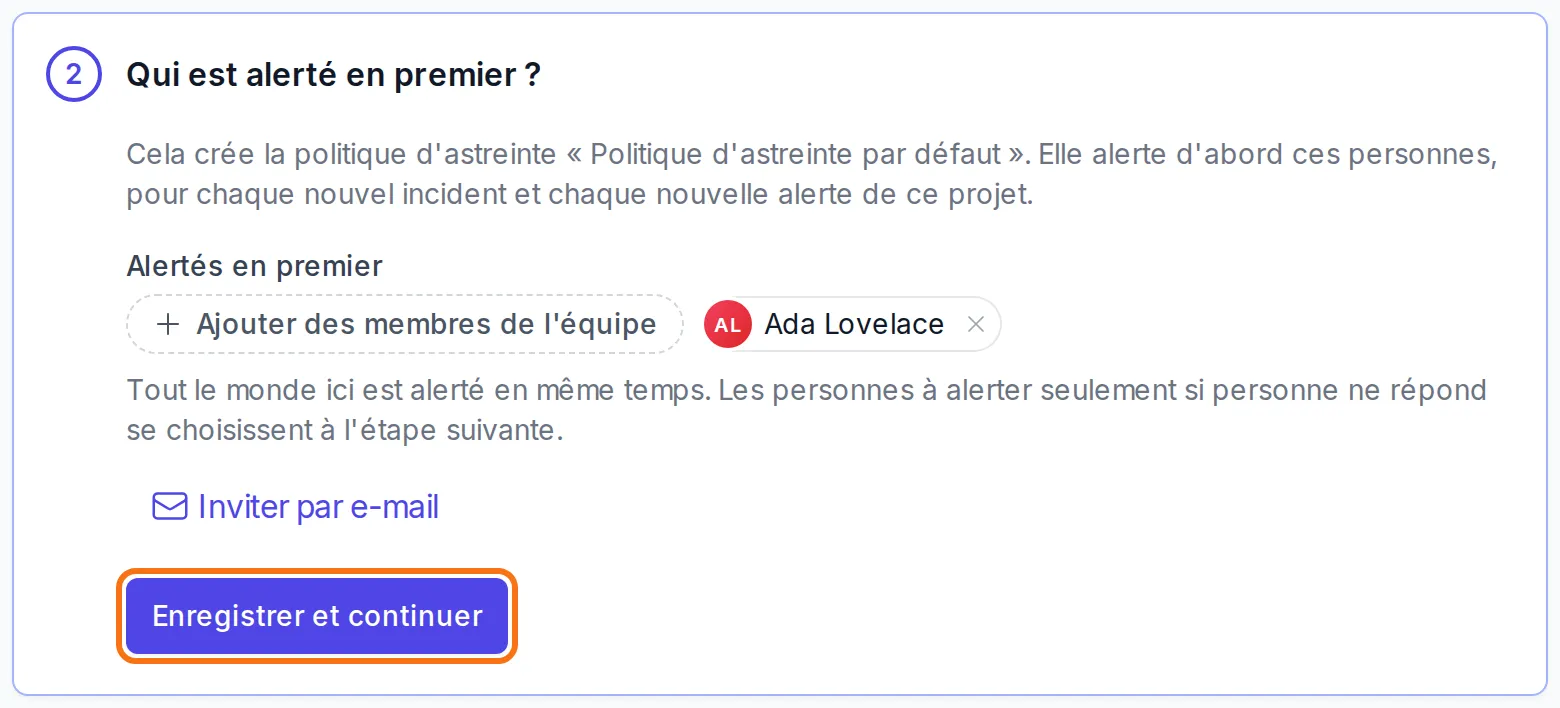 2
Qui est alerté en premier ?
Cela crée la politique d'astreinte « Politique d'astreinte par défaut ». Elle alerte d'abord ces personnes,
pour chaque nouvel incident et chaque nouvelle alerte de ce projet.
Alertés en premier
Ajouter des membres de l'équipe
AL Ada Lovelace
Tout le monde ici est alerté en même temps. Les personnes à alerter seulement si personne ne répond
se choisissent à l'étape suivante.
Inviter par e-mail
Enregistrer et continuer